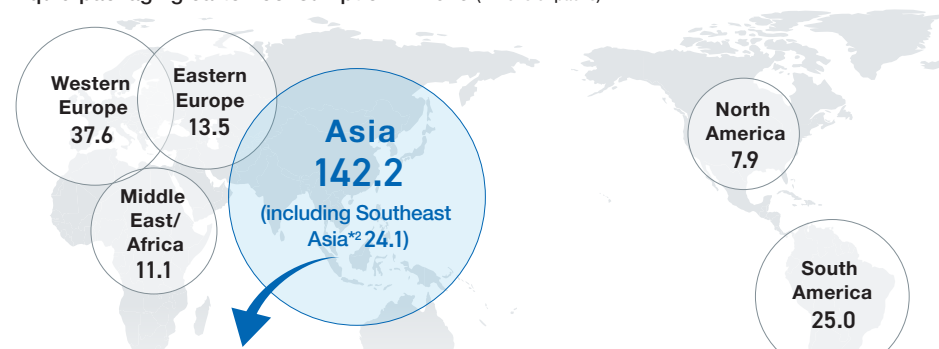 Western
Europe
37.6
Eastern
Europe
13.5
Asia
142.2
(including Southeast
Asia*2 24.1)
Middle
East/
Africa
11.1
North
America
7.9
South
America
25.0